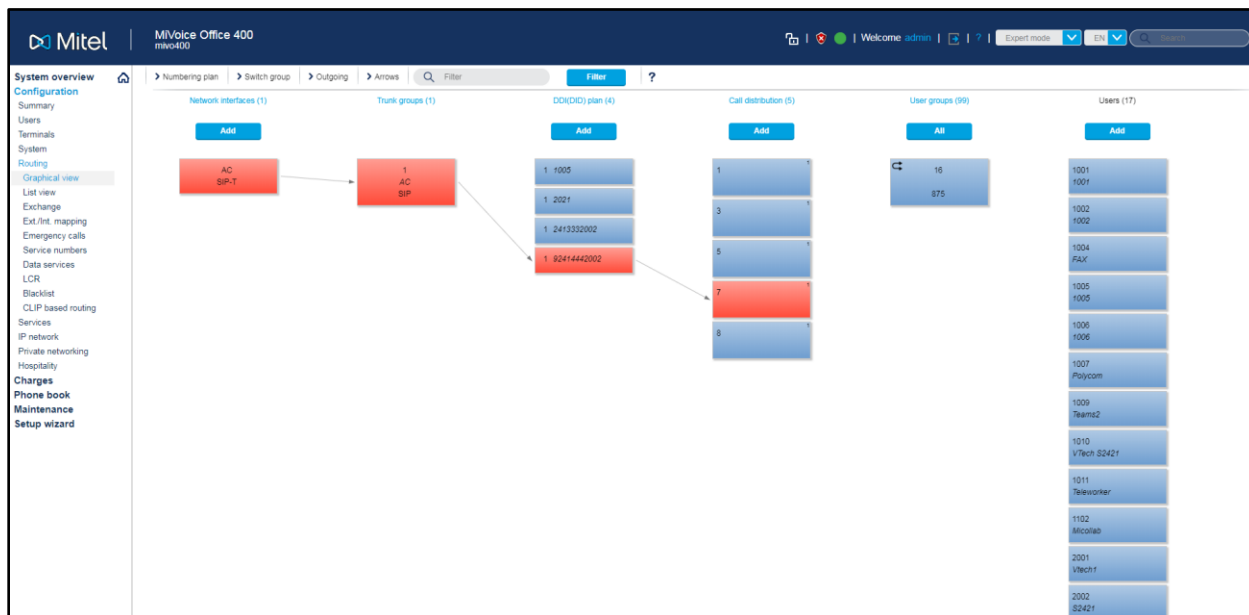 Mitel
MiVoice Office 400
mivo400
Welcome admin
?
Expert mode
EN
Search
System overview
Configuration
Summary
Users
Terminals
System
Routing
Graphical view
List view
Exchange
Ext./Int. mapping
Emergency calls
Service numbers
Data services
LCR
Blacklist
CLIP based routing
Services
IP network
Private networking
Hospitality
Charges
Phone book
Maintenance
Setup wizard
Numbering plan
Switch group
Outgoing
Arrows
Filter
Filter
?
Network interfaces (1)
Add
AC
SIP-T
Trunk groups (1)
1
AC
SIP
DDI(DID) plan (4)
Add
1 1005
1 2021
1 2413332002
1 92414442002
Call distribution (5)
Add
1 1
3 1
5 1
7 1
8 1
User groups (99)
All
16
875
Users (17)
Add
1001
1001
1002
1002
1004
FAX
1005
1005
1006
1006
1007
Polycom
1009
Teams2
1010
VTech S2421
1011
Teleworker
1102
Micollab
2001
Vtech1
2002
S2421